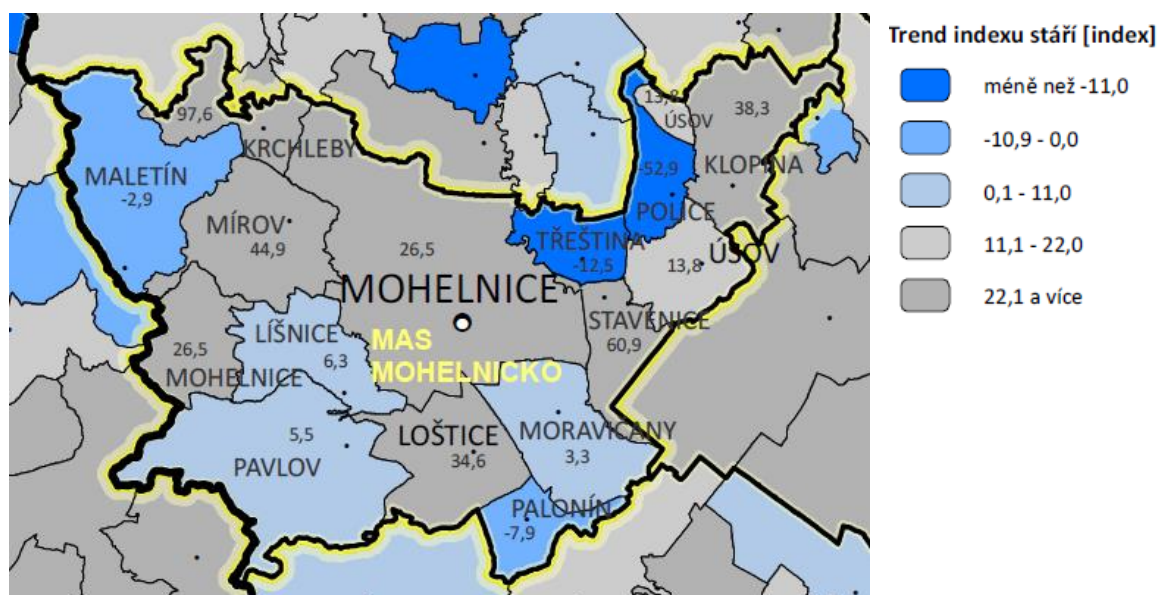 Trend indexu stáří [index]
méně než -11,0
-10,9 - 0,0
0,1 - 11,0
11,1 - 22,0
22,1 a více
97,6
KRCHLEBY
MALETÍN
-2,9
MÍROV
44,9
13,8
ÚSOV
38,3
KLOPINA
-52,9
POLICE
TŘEŠTINA
-12,5
ÚSOV
13,8
26,5
MOHELNICE
MAS
MOHELNICKO
STAVENICE
60,9
LÍŠNICE
6,3
26,5
MOHELNICE
5,5
PAVLOV
LOŠTICE
34,6
MORAVIČANY
3,3
PALONÍN
-7,9